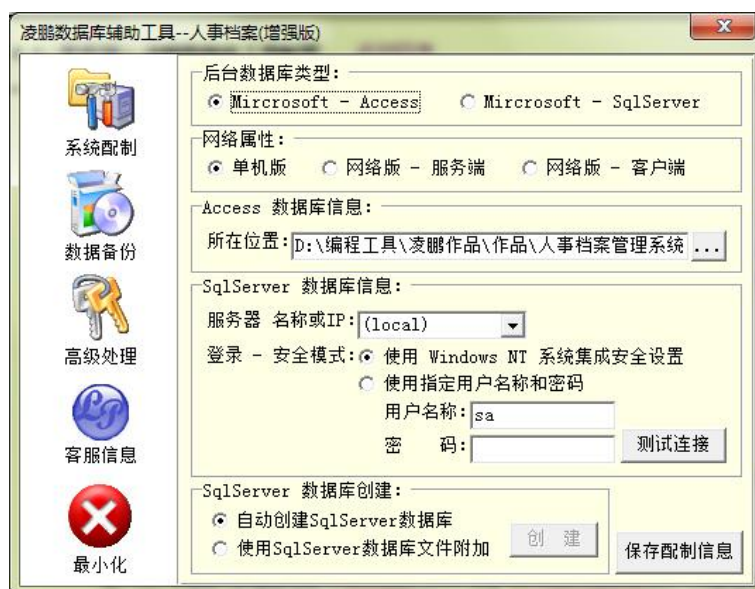 凌鹏数据库辅助工具--人事档案(增强版)
系统配制
数据备份
高级处理
客服信息
最小化
后台数据库类型:
Mircrosoft - Access
Mircrosoft - SqlServer
网络属性:
单机版
网络版 - 服务端
网络版 - 客户端
Access 数据库信息:
所在位置:
D:\编程工具\凌鹏作品\作品\人事档案管理系统
...
SqlServer 数据库信息:
服务器 名称或IP:
(local)
登录 - 安全模式:
使用 Windows NT 系统集成安全设置
使用指定用户名称和密码
用户名称:
sa
密 码:
测试连接
SqlServer 数据库创建:
自动创建SqlServer数据库
使用SqlServer数据库文件附加
创 建
保存配制信息